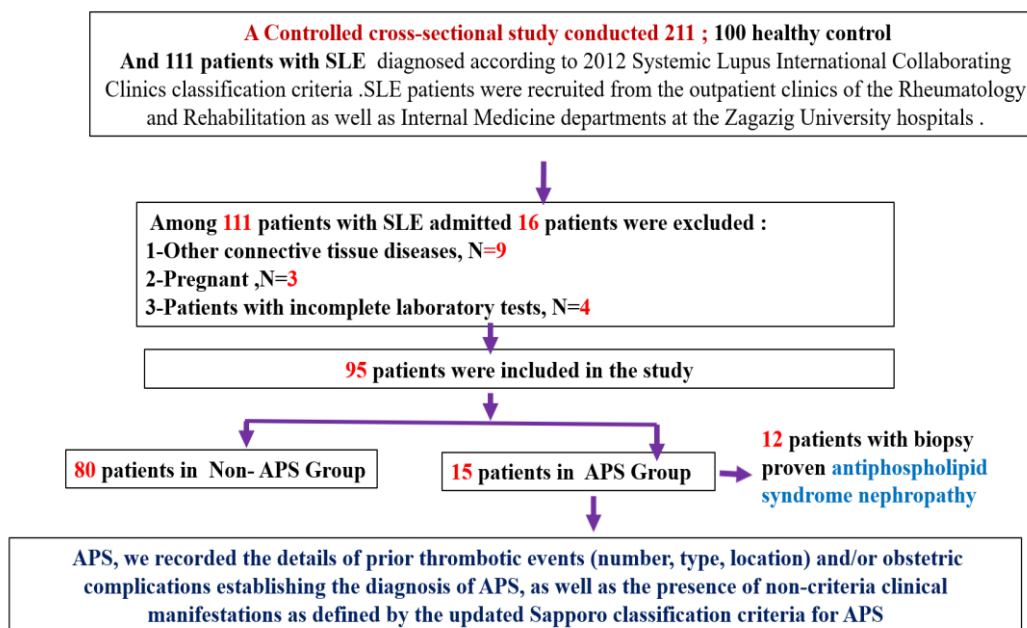 A Controlled cross-sectional study conducted 211 ; 100 healthy control
And 111 patients with SLE diagnosed according to 2012 Systemic Lupus International Collaborating
Clinics classification criteria .SLE patients were recruited from the outpatient clinics of the Rheumatology
and Rehabilitation as well as Internal Medicine departments at the Zagazig University hospitals .
Among 111 patients with SLE admitted 16 patients were excluded :
1-Other connective tissue diseases, N=9
2-Pregnant ,N=3
3-Patients with incomplete laboratory tests, N=4
95 patients were included in the study
80 patients in Non- APS Group
15 patients in APS Group
12 patients with biopsy
proven antiphospholipid
syndrome nephropathy
APS, we recorded the details of prior thrombotic events (number, type, location) and/or obstetric
complications establishing the diagnosis of APS, as well as the presence of non-criteria clinical
manifestations as defined by the updated Sapporo classification criteria for APS